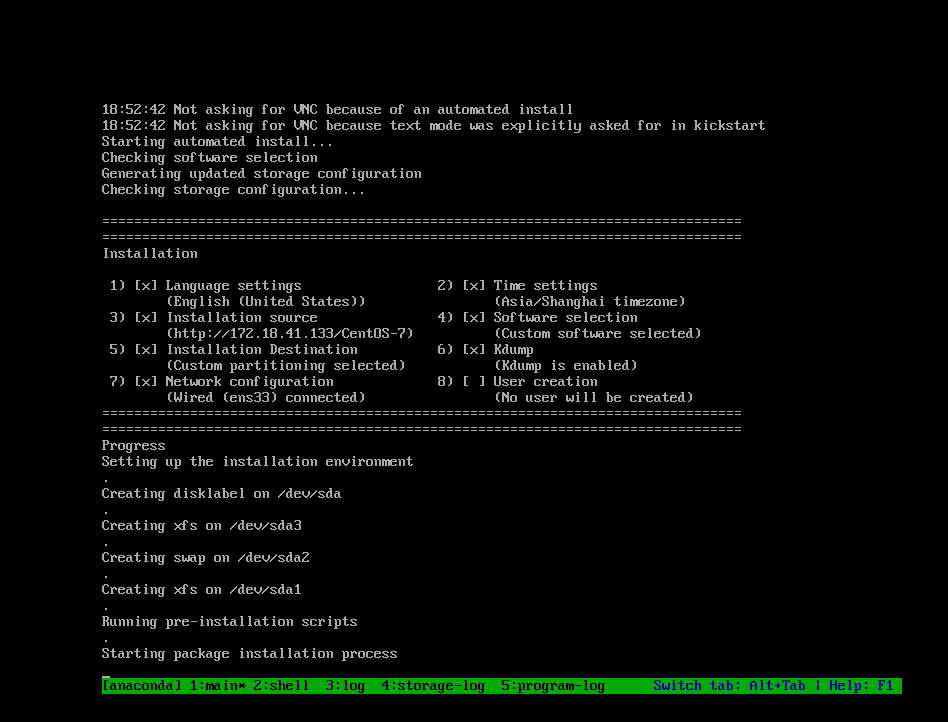 18:52:42 Not asking for VNC because of an automated install
18:52:42 Not asking for VNC because text mode was explicitly asked for in kickstart
Starting automated install...
Checking software selection
Generating updated storage configuration
Checking storage configuration...
================================================================================
================================================================================
Installation
1) [x] Language settings 2) [x] Time settings
(English (United States)) (Asia/Shanghai timezone)
3) [x] Installation source 4) [x] Software selection
(http://172.18.41.133/CentOS-7) (Custom software selected)
5) [x] Installation Destination 6) [x] Kdump
(Custom partitioning selected) (Kdump is enabled)
7) [x] Network configuration 8) [ ] User creation
(Wired (ens33) connected) (No user will be created)
================================================================================
================================================================================
Progress
Setting up the installation environment
.
Creating disklabel on /dev/sda
.
Creating xfs on /dev/sda3
.
Creating swap on /dev/sda2
.
Creating xfs on /dev/sda1
.
Running pre-installation scripts
.
Starting package installation process
[anaconda] 1:main* 2:shell 3:log 4:storage-log 5:program-log Switch tab: Alt+Tab | Help: F1